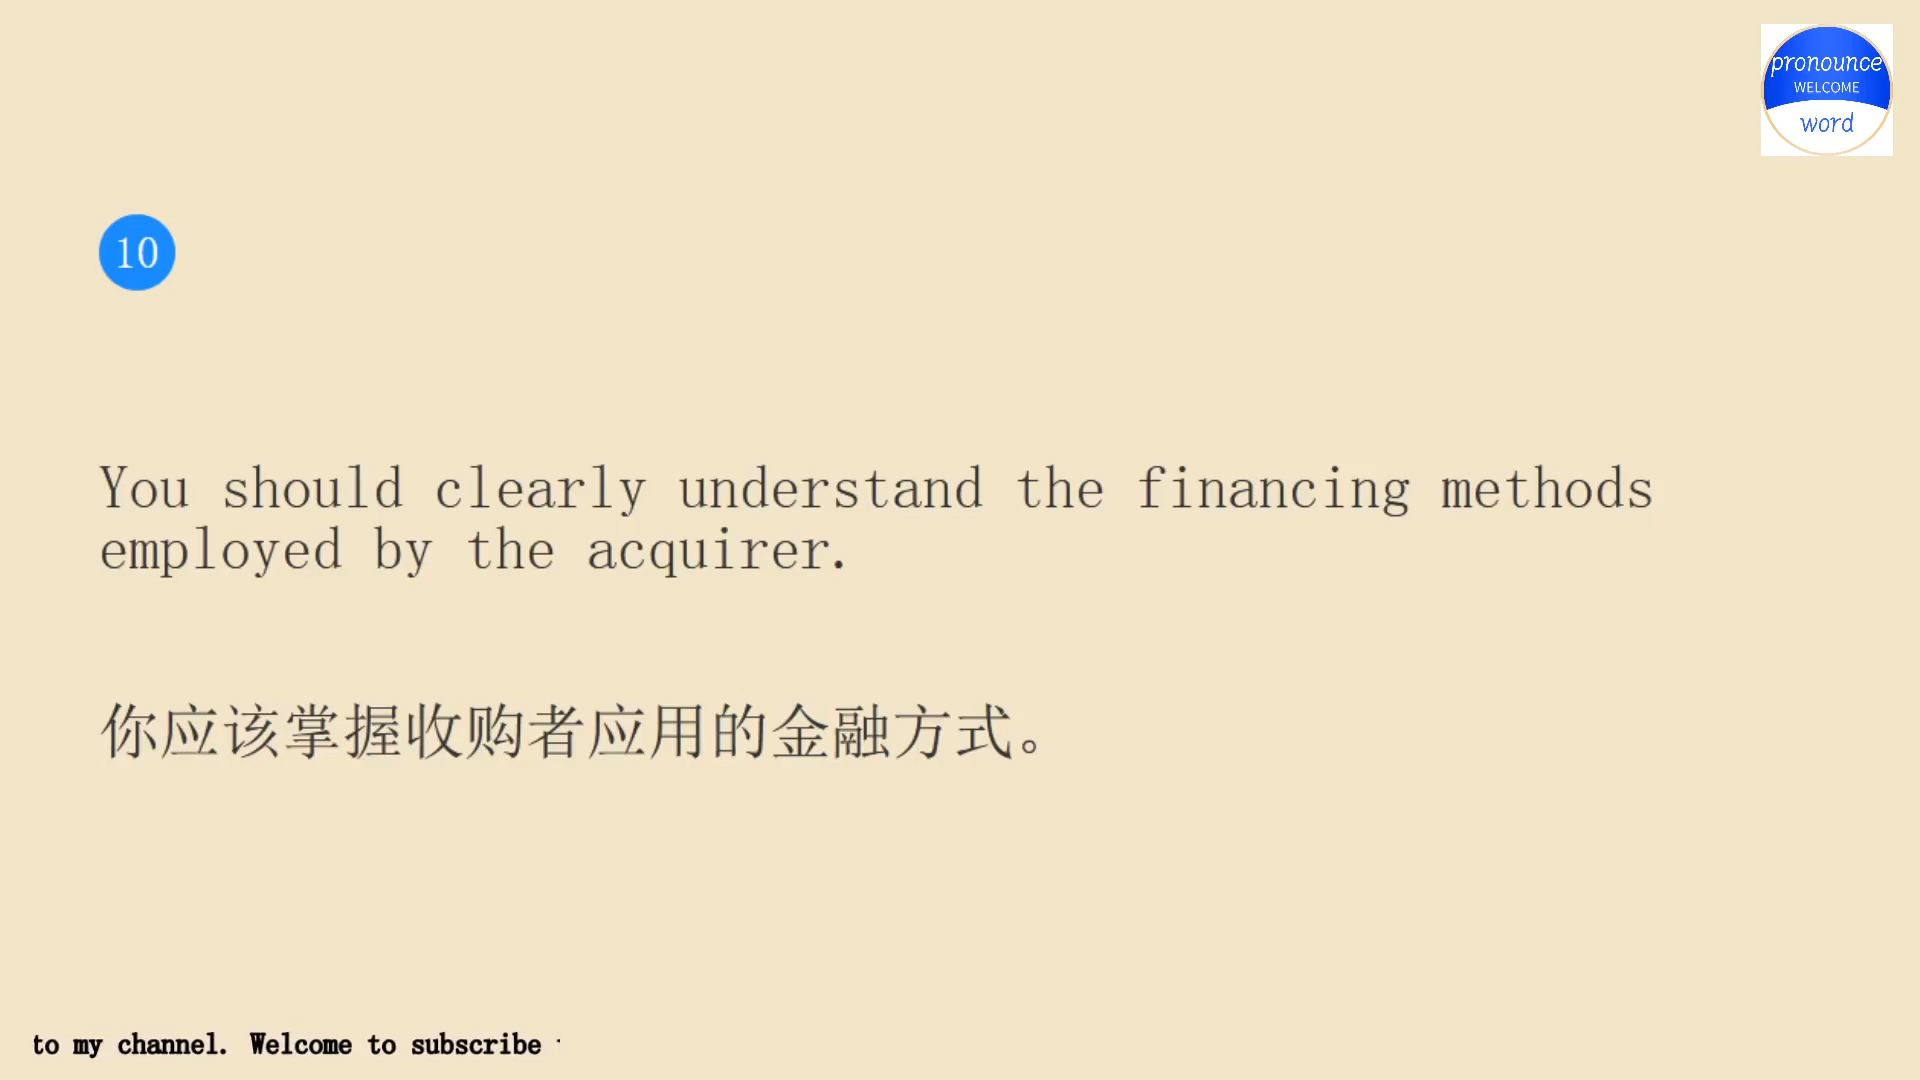 pronounce
WELCOME
word
10
You should clearly understand the financing methods
employed by the acquirer.
你应该掌握收购者应用的金融方式。
to my channel. Welcome to subscribe